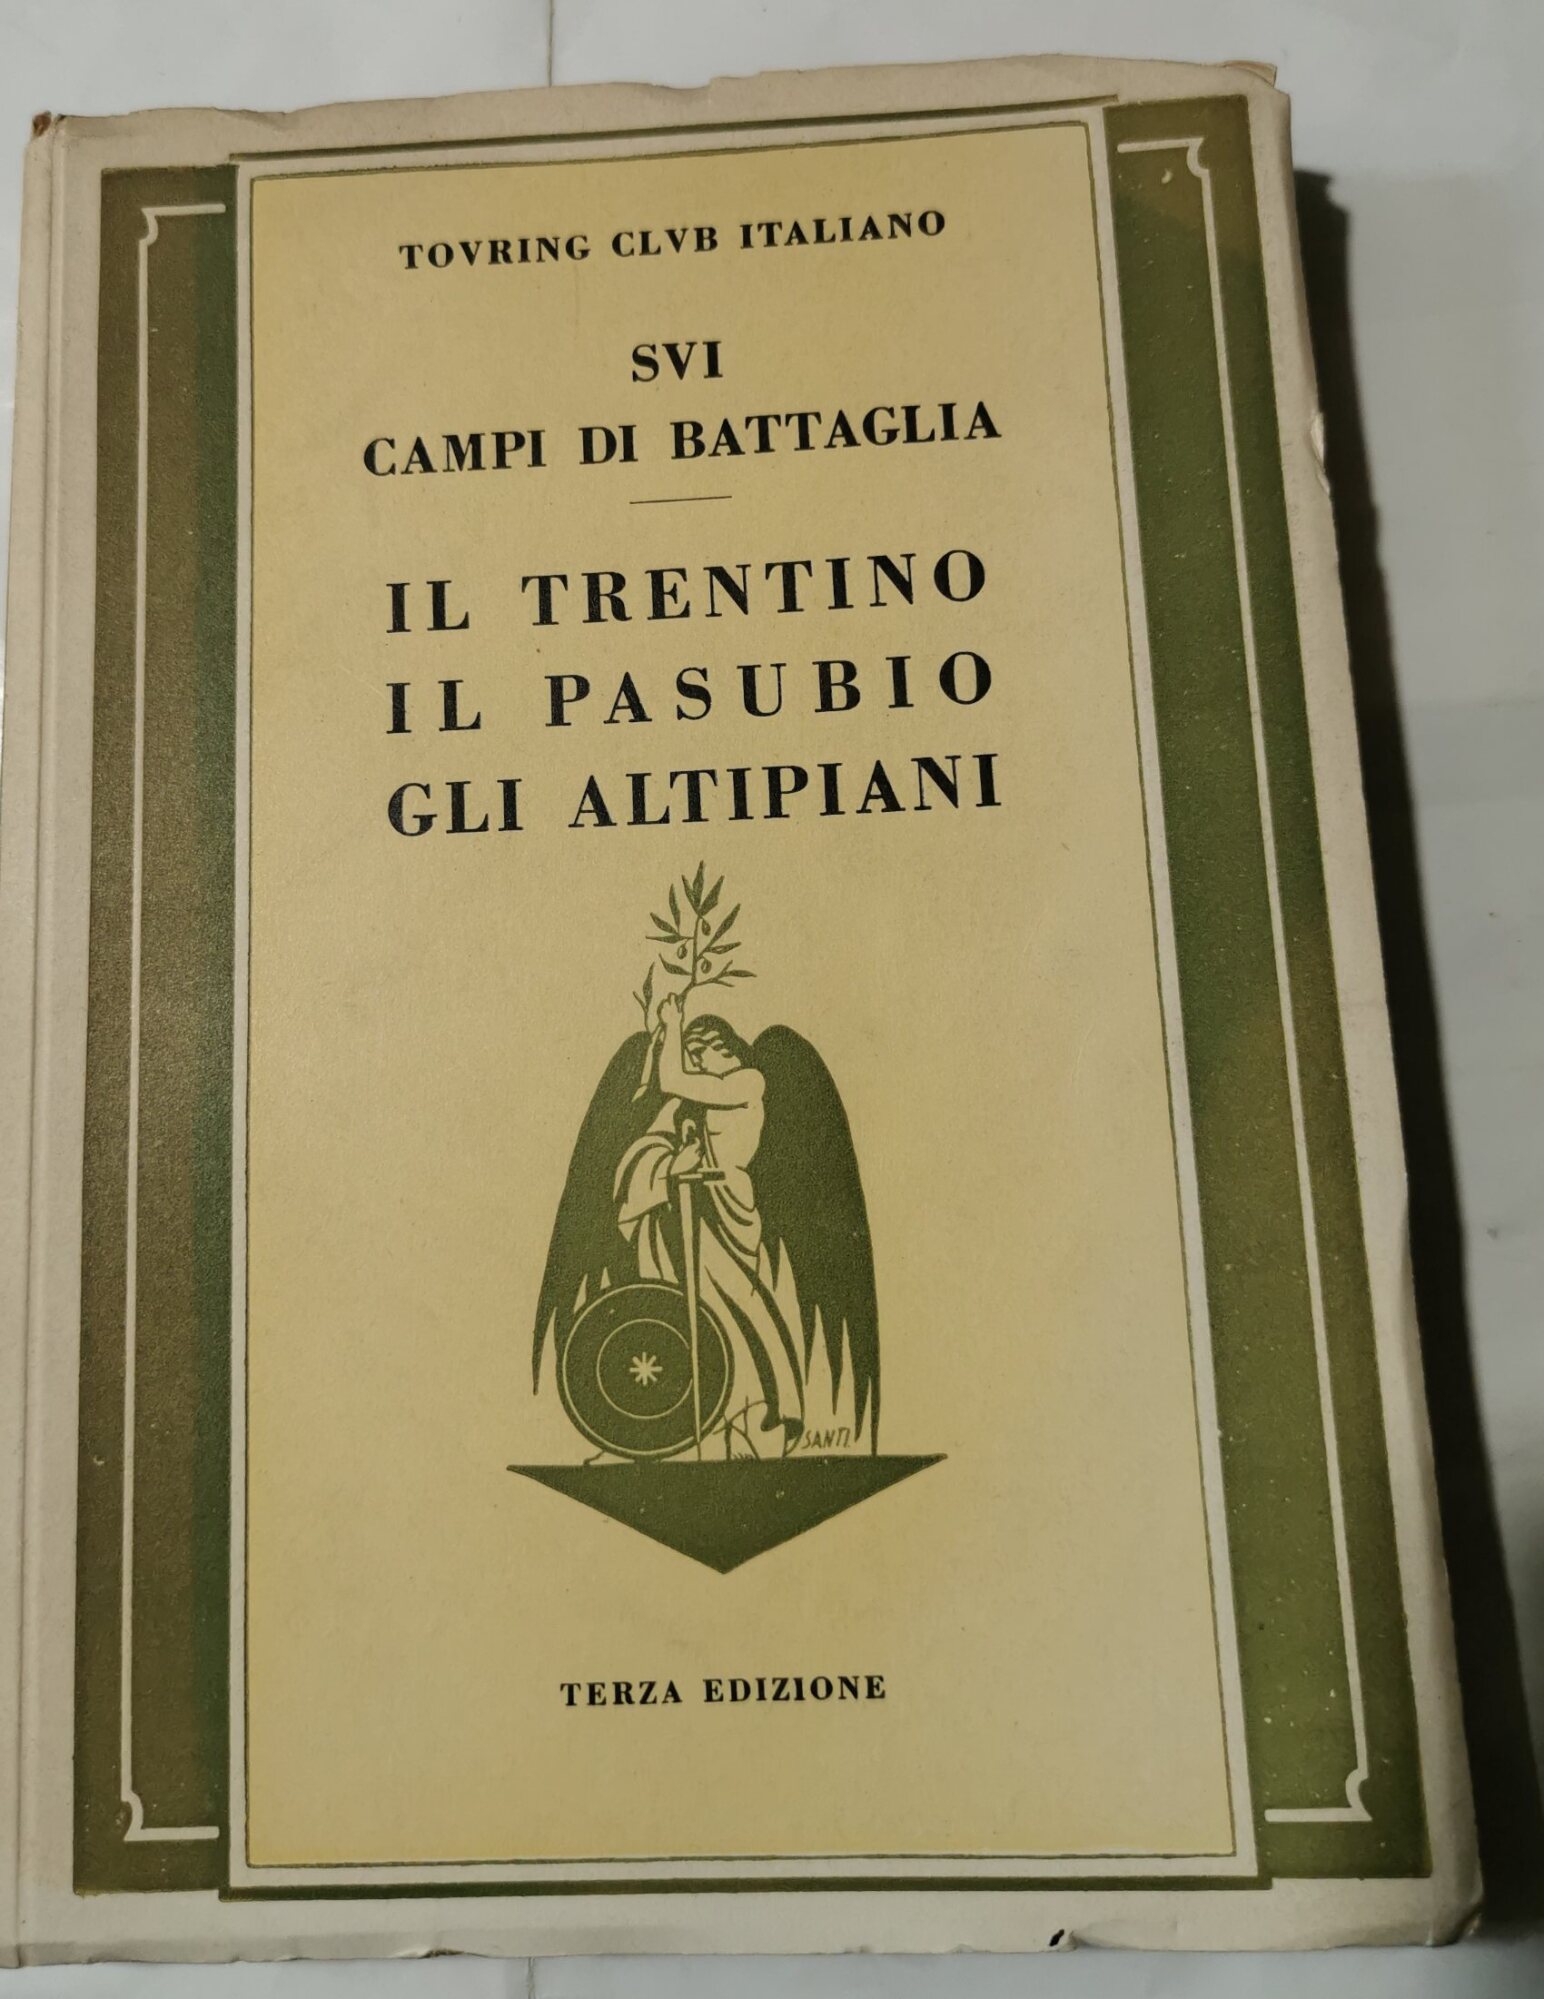 TOVRING CLVB ITALIANO
SVI
CAMPI DI BATTAGLIA
IL TRENTINO
IL PASUBIO
GLI ALTIPIANI
SANTI
TERZA EDIZIONE